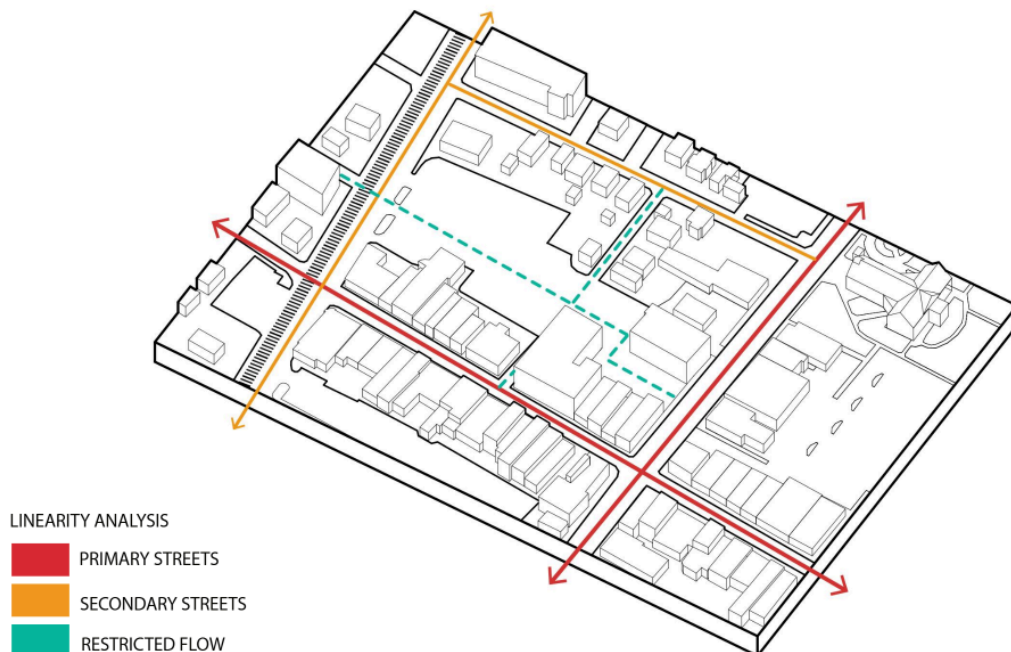 LINEARITY ANALYSIS
PRIMARY STREETS
SECONDARY STREETS
RESTRICTED FLOW